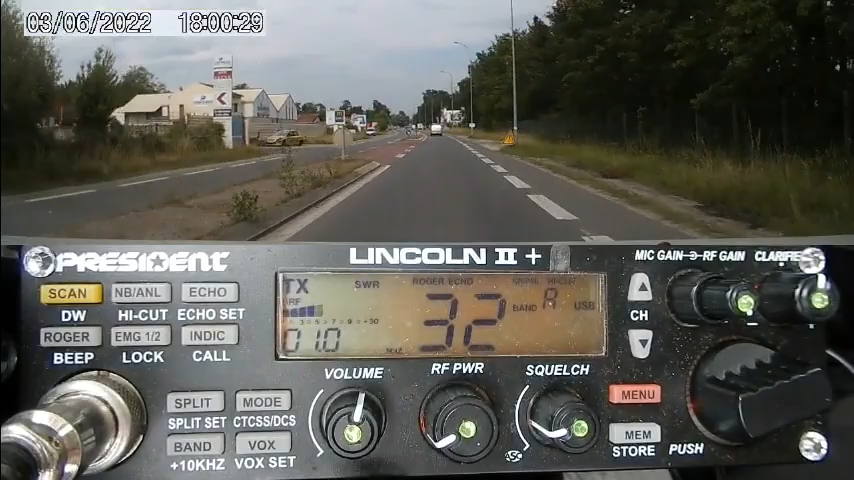 03/06/2022 18:00:29
PRESIDENT
LINCOLN II +
MIC GAIN RF GAIN CLARIFIER
SCAN NB/ANL ECHO
DW HI-CUT ECHO SET
ROGER EMG 1/2 INDIC
BEEP LOCK CALL
TX SWR ROGER ECHO
RF 32 BAND A USB
01.0
CH
VOLUME RF PWR SQUELCH
SPLIT MODE
SPLIT SET CTCSS/DCS
BAND VOX
+10KHZ VOX SET
ASC
MENU
MEM
STORE PUSH